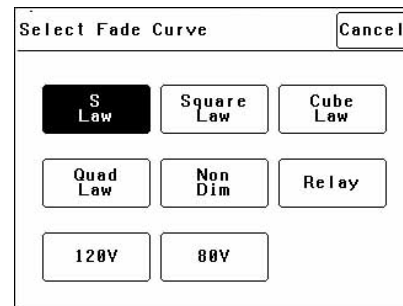 Select Fade Curve Cancel
S Law Square Law Cube Law
Quad Law Non Dim Relay
120V 80V